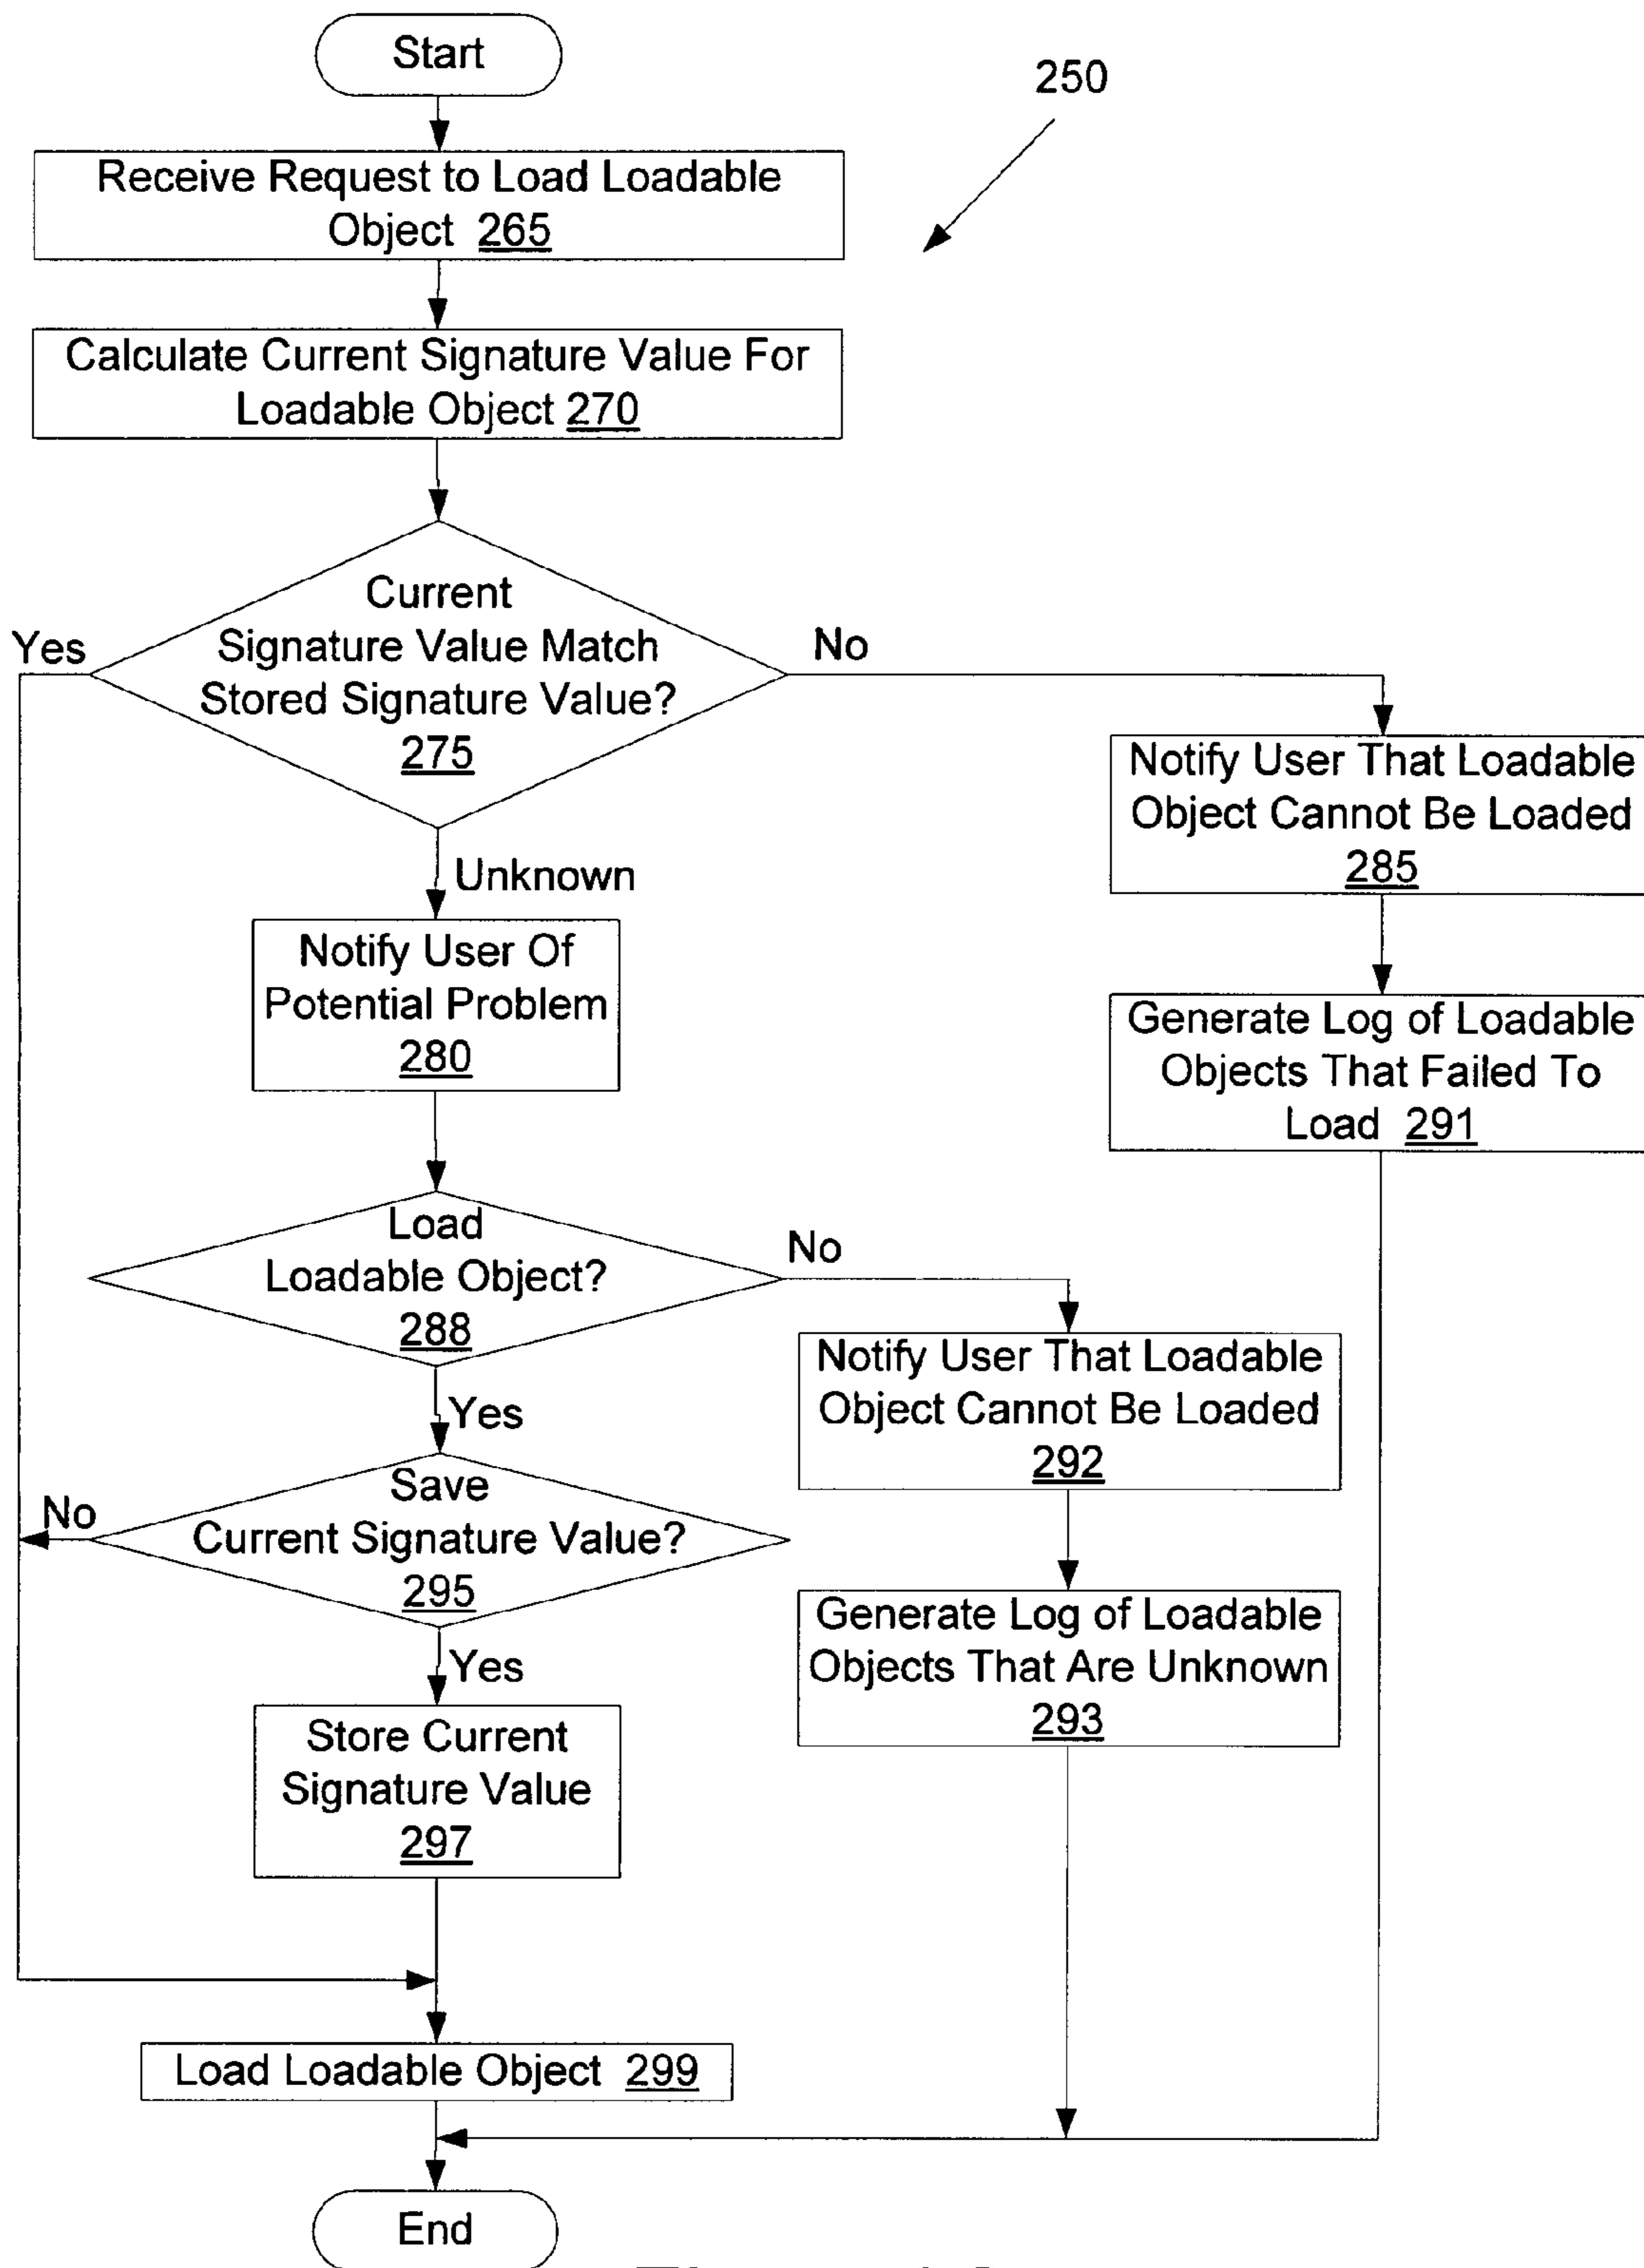 Start
250
Receive Request to Load Loadable
Object 265
Calculate Current Signature Value For
Loadable Object 270
Current
Signature Value Match
Stored Signature Value?
275
Yes
No
Unknown
Notify User That Loadable
Object Cannot Be Loaded
285
Notify User Of
Potential Problem
280
Generate Log of Loadable
Objects That Failed To
Load 291
Load
Loadable Object?
288
No
Yes
Notify User That Loadable
Object Cannot Be Loaded
292
Save
Current Signature Value?
295
No
Yes
Generate Log of Loadable
Objects That Are Unknown
293
Store Current
Signature Value
297
Load Loadable Object 299
End